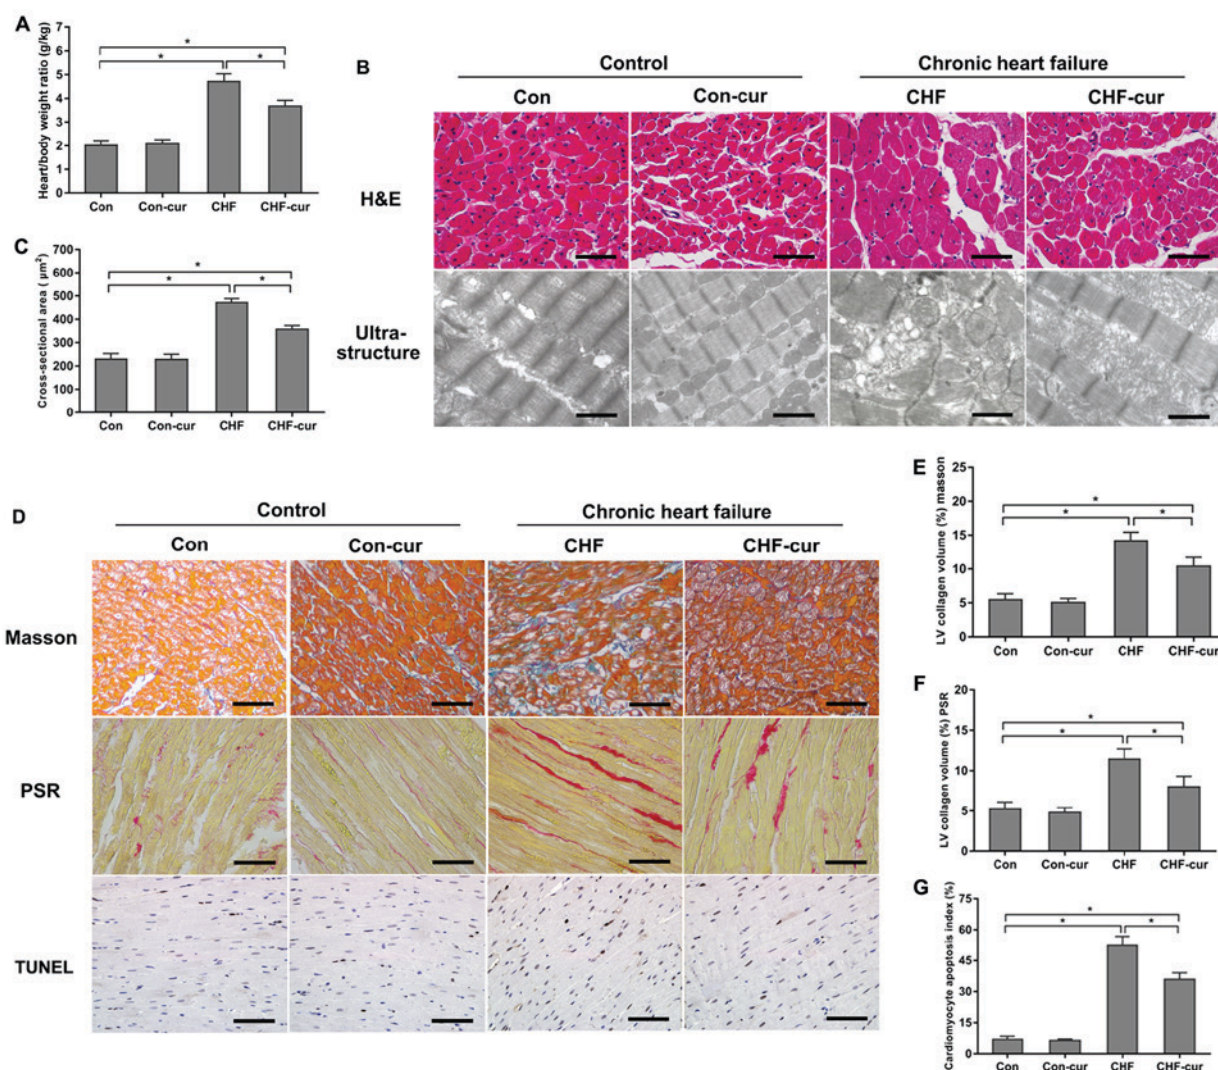 A
Heart/body weight ratio (g/kg)
7
6
5
4
3
2
1
0
*
*
*
Con
Con-cur
CHF
CHF-cur
B
Control
Chronic heart failure
Con
Con-cur
CHF
CHF-cur
H&E
Ultra-
structure
C
Cross-sectional area ( μm²)
700
600
500
400
300
200
100
0
*
*
*
Con
Con-cur
CHF
CHF-cur
D
Control
Chronic heart failure
Con
Con-cur
CHF
CHF-cur
Masson
PSR
TUNEL
E
LV collagen volume (%) masson
25
20
15
10
5
0
*
*
*
Con
Con-cur
CHF
CHF-cur
F
LV collagen volume (%) PSR
20
15
10
5
0
*
*
*
Con
Con-cur
CHF
CHF-cur
G
Cardiomyocyte apoptosis index (%)
75
60
45
30
15
0
*
*
*
Con
Con-cur
CHF
CHF-cur